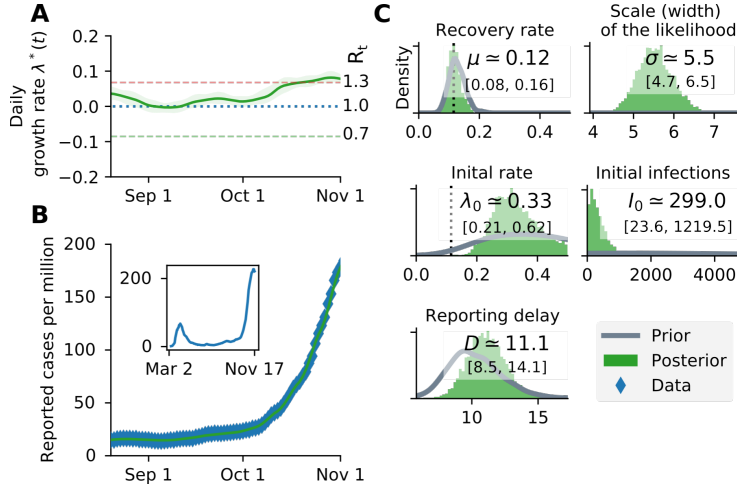 A
Daily
growth rate λ*(t)
0.2
0.1
0.0
−0.1
−0.2
Sep 1
Oct 1
Nov 1
R_t
1.3
1.0
0.7
B
Reported cases per million
200
150
100
50
0
Sep 1
Oct 1
Nov 1
200
0
Mar 2
Nov 17
C
Density
Recovery rate
μ ≃ 0.12
[0.08, 0.16]
0.0
0.2
0.4
Scale (width)
of the likelihood
σ ≃ 5.5
[4.7, 6.5]
4
5
6
7
Inital rate
λ₀ ≃ 0.33
[0.21, 0.62]
0.0
0.2
0.4
Initial infections
I₀ ≃ 299.0
[23.6, 1219.5]
0
2000
4000
Reporting delay
D ≃ 11.1
[8.5, 14.1]
10
15
Prior
Posterior
Data